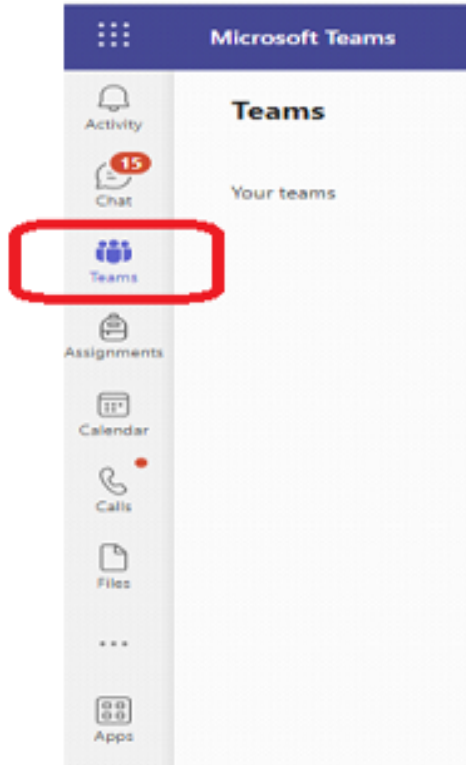 Microsoft Teams
Activity
Teams
15
Chat
Your teams
Teams
Assignments
Calendar
Calls
Files
Apps